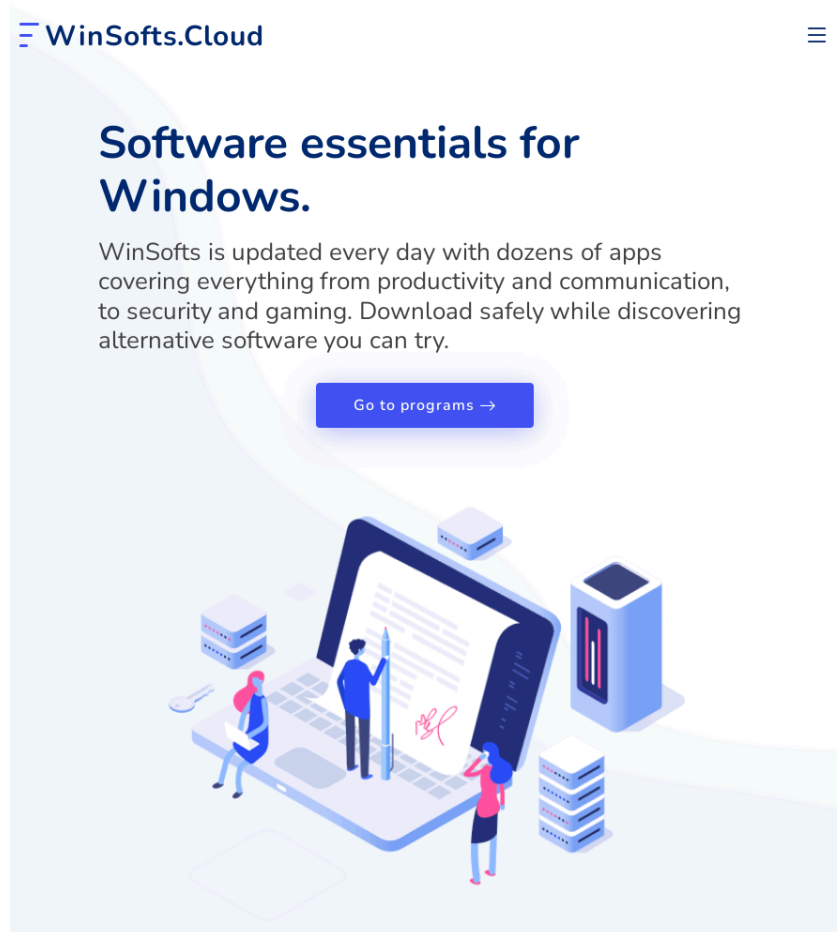 WinSofts.Cloud
Software essentials for
Windows.
WinSofts is updated every day with dozens of apps
covering everything from productivity and communication,
to security and gaming. Download safely while discovering
alternative software you can try.
Go to programs →